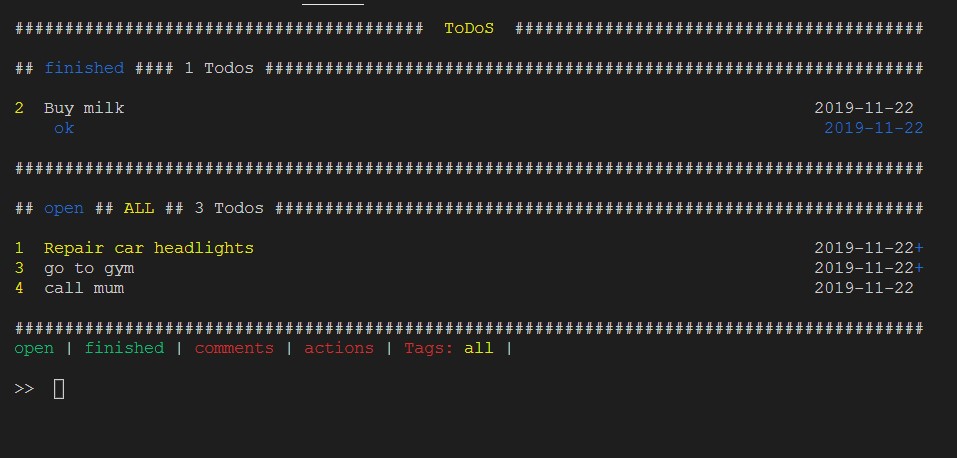 ######################################### ToDoS #########################################
## finished #### 1 Todos ##################################################################
2 Buy milk 2019-11-22
ok 2019-11-22
###########################################################################################
## open ## ALL ## 3 Todos #################################################################
1 Repair car headlights 2019-11-22+
3 go to gym 2019-11-22+
4 call mum 2019-11-22
###########################################################################################
open | finished | comments | actions | Tags: all |
>>